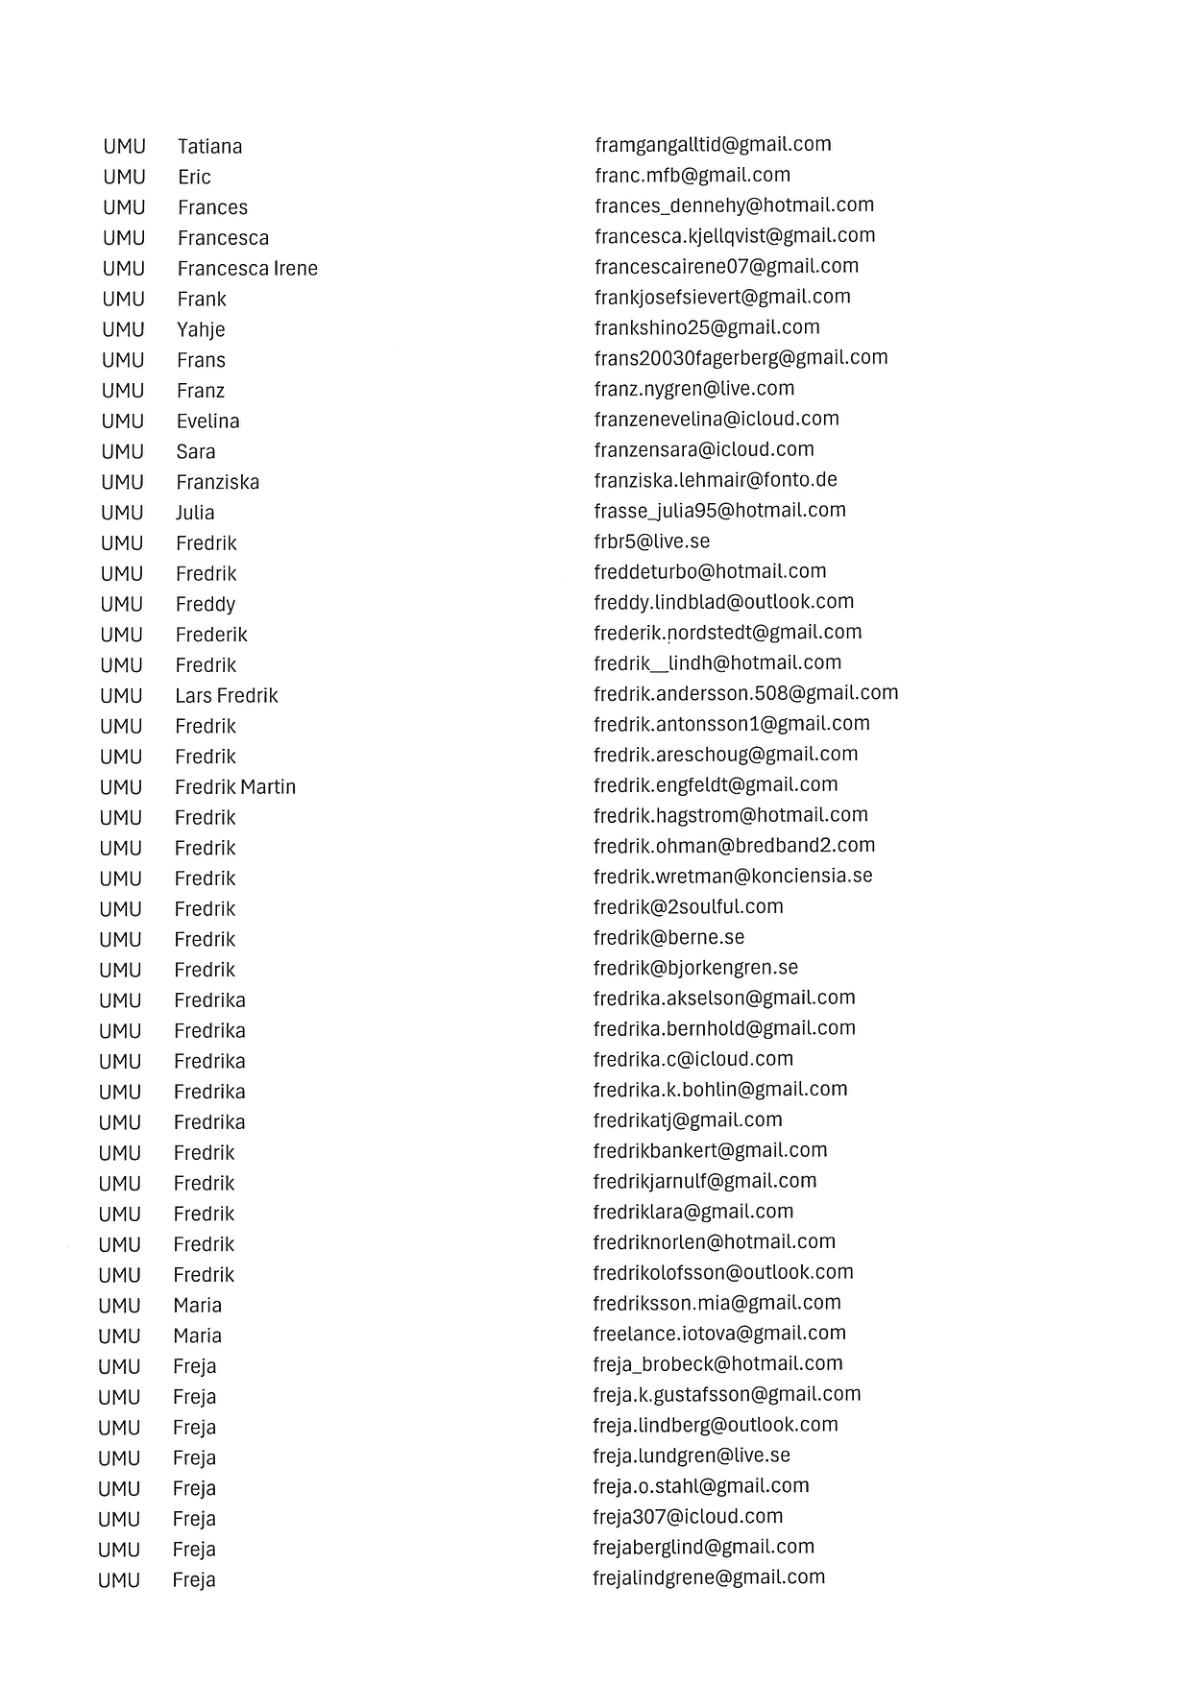 UMU Tatiana framgangalltid@gmail.com
UMU Eric franc.mfb@gmail.com
UMU Frances frances_dennehy@hotmail.com
UMU Francesca francesca.kjellqvist@gmail.com
UMU Francesca Irene francescairene07@gmail.com
UMU Frank frankjosefsievert@gmail.com
UMU Yahje frankshino25@gmail.com
UMU Frans frans20030fagerberg@gmail.com
UMU Franz franz.nygren@live.com
UMU Evelina franzenevelina@icloud.com
UMU Sara franzensara@icloud.com
UMU Franziska franziska.lehmair@fonto.de
UMU Julia frasse_julia95@hotmail.com
UMU Fredrik frbr5@live.se
UMU Fredrik freddeturbo@hotmail.com
UMU Freddy freddy.lindblad@outlook.com
UMU Frederik frederik.nordstedt@gmail.com
UMU Fredrik fredrik__lindh@hotmail.com
UMU Lars Fredrik fredrik.andersson.508@gmail.com
UMU Fredrik fredrik.antonsson1@gmail.com
UMU Fredrik fredrik.areschoug@gmail.com
UMU Fredrik Martin fredrik.engfeldt@gmail.com
UMU Fredrik fredrik.hagstrom@hotmail.com
UMU Fredrik fredrik.ohman@bredband2.com
UMU Fredrik fredrik.wretman@konciensia.se
UMU Fredrik fredrik@2soulful.com
UMU Fredrik fredrik@berne.se
UMU Fredrik fredrik@bjorkengren.se
UMU Fredrika fredrika.akselson@gmail.com
UMU Fredrika fredrika.bernhold@gmail.com
UMU Fredrika fredrika.c@icloud.com
UMU Fredrika fredrika.k.bohlin@gmail.com
UMU Fredrika fredrikatj@gmail.com
UMU Fredrik fredrikbankert@gmail.com
UMU Fredrik fredrikjarnulf@gmail.com
UMU Fredrik fredriklara@gmail.com
UMU Fredrik fredriknorlen@hotmail.com
UMU Fredrik fredrikolofsson@outlook.com
UMU Maria fredriksson.mia@gmail.com
UMU Maria freelance.iotova@gmail.com
UMU Freja freja_brobeck@hotmail.com
UMU Freja freja.k.gustafsson@gmail.com
UMU Freja freja.lindberg@outlook.com
UMU Freja freja.lundgren@live.se
UMU Freja freja.o.stahl@gmail.com
UMU Freja freja307@icloud.com
UMU Freja frejaberglind@gmail.com
UMU Freja frejalindgrene@gmail.com